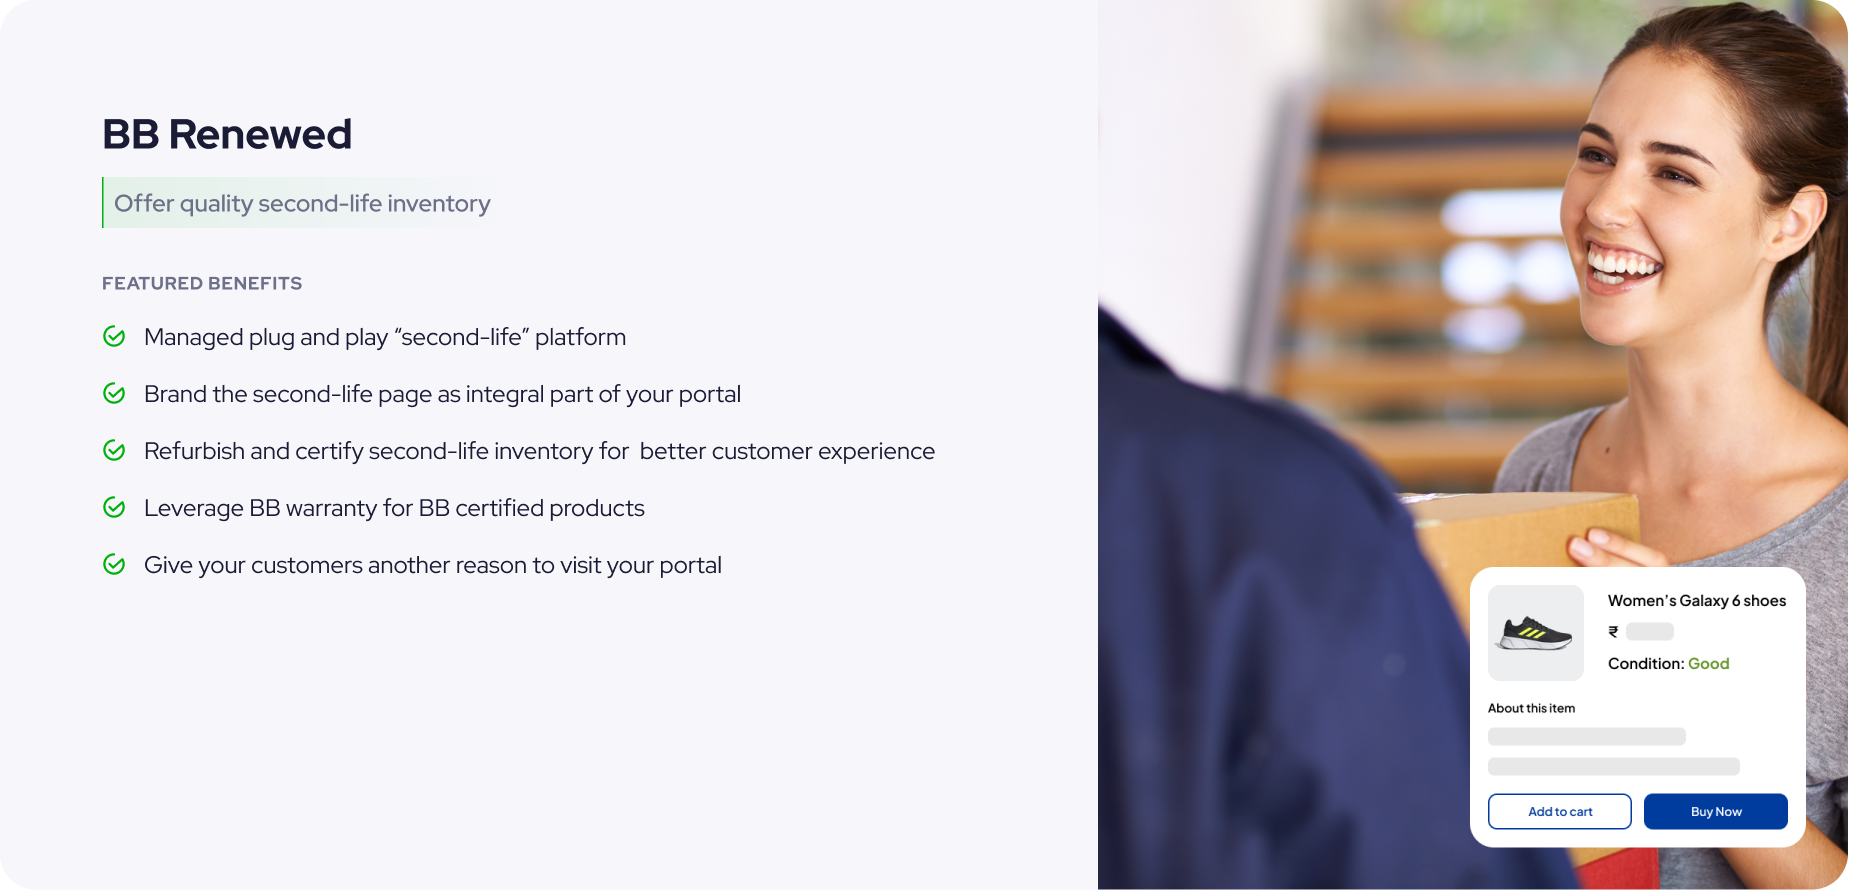 BB Renewed
Offer quality second-life inventory
FEATURED BENEFITS
Managed plug and play “second-life” platform
Brand the second-life page as integral part of your portal
Refurbish and certify second-life inventory for  better customer experience
Leverage BB warranty for BB certified products
Give your customers another reason to visit your portal
Women’s Galaxy 6 shoes
₹
Condition: Good
About this item
Add to cart
Buy Now